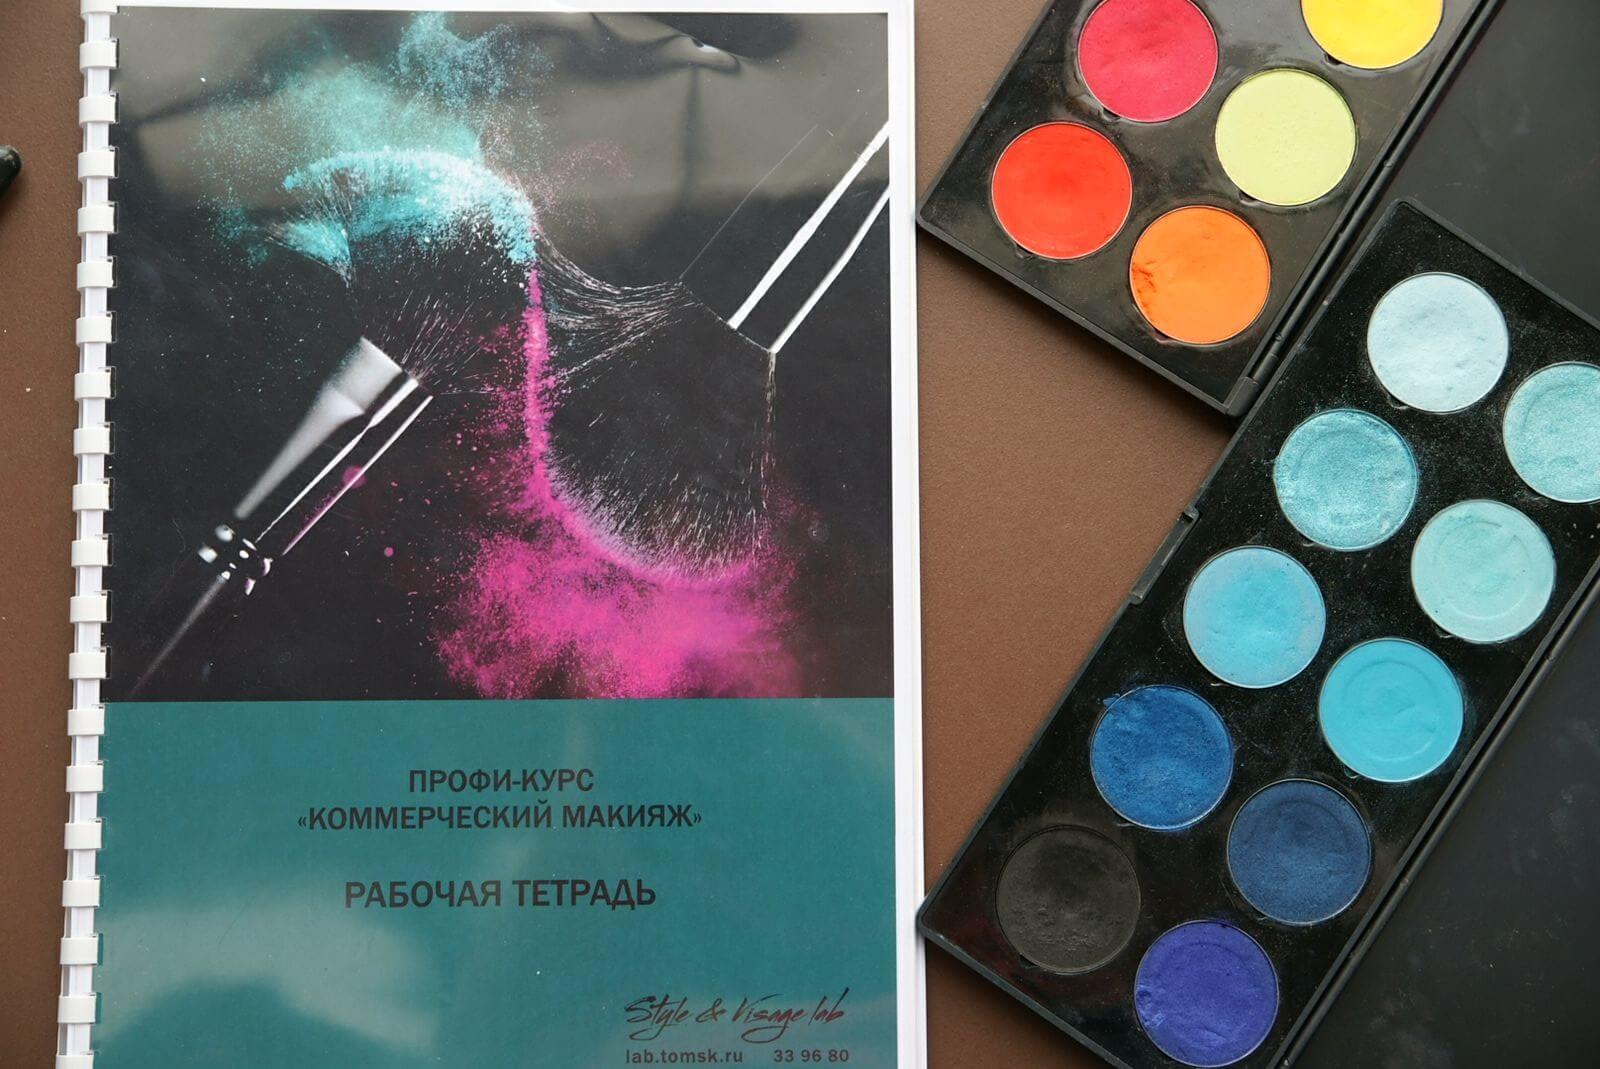 ПРОФИ-КУРС
«КОММЕРЧЕСКИЙ МАКИЯЖ»
РАБОЧАЯ ТЕТРАДЬ
Style & Visage lab
lab.tomsk.ru 33 96 80